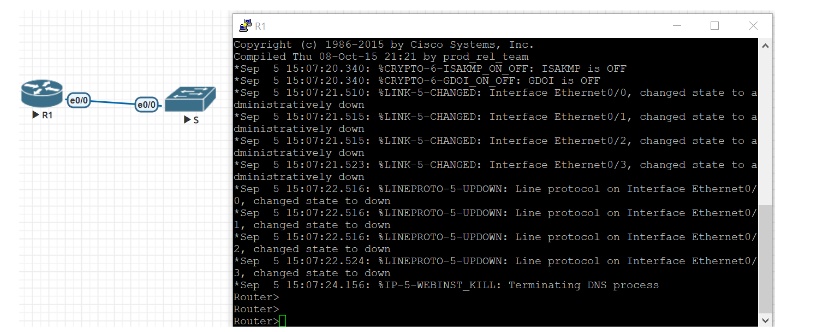 R1
Copyright (c) 1986-2015 by Cisco Systems, Inc.
Compiled Thu 08-Oct-15 21:21 by prod_rel_team
*Sep  5 15:07:20.340: %CRYPTO-6-ISAKMP_ON_OFF: ISAKMP is OFF
*Sep  5 15:07:20.340: %CRYPTO-6-GDOI_ON_OFF: GDOI is OFF
*Sep  5 15:07:21.510: %LINK-5-CHANGED: Interface Ethernet0/0, changed state to a
dministratively down
*Sep  5 15:07:21.515: %LINK-5-CHANGED: Interface Ethernet0/1, changed state to a
dministratively down
*Sep  5 15:07:21.515: %LINK-5-CHANGED: Interface Ethernet0/2, changed state to a
dministratively down
*Sep  5 15:07:21.523: %LINK-5-CHANGED: Interface Ethernet0/3, changed state to a
dministratively down
*Sep  5 15:07:22.516: %LINEPROTO-5-UPDOWN: Line protocol on Interface Ethernet0/
0, changed state to down
*Sep  5 15:07:22.516: %LINEPROTO-5-UPDOWN: Line protocol on Interface Ethernet0/
1, changed state to down
*Sep  5 15:07:22.516: %LINEPROTO-5-UPDOWN: Line protocol on Interface Ethernet0/
2, changed state to down
*Sep  5 15:07:22.524: %LINEPROTO-5-UPDOWN: Line protocol on Interface Ethernet0/
3, changed state to down
*Sep  5 15:07:24.156: %IP-5-WEBINST_KILL: Terminating DNS process
Router>
Router>
Router>
e0/0
e0/0
R1
S